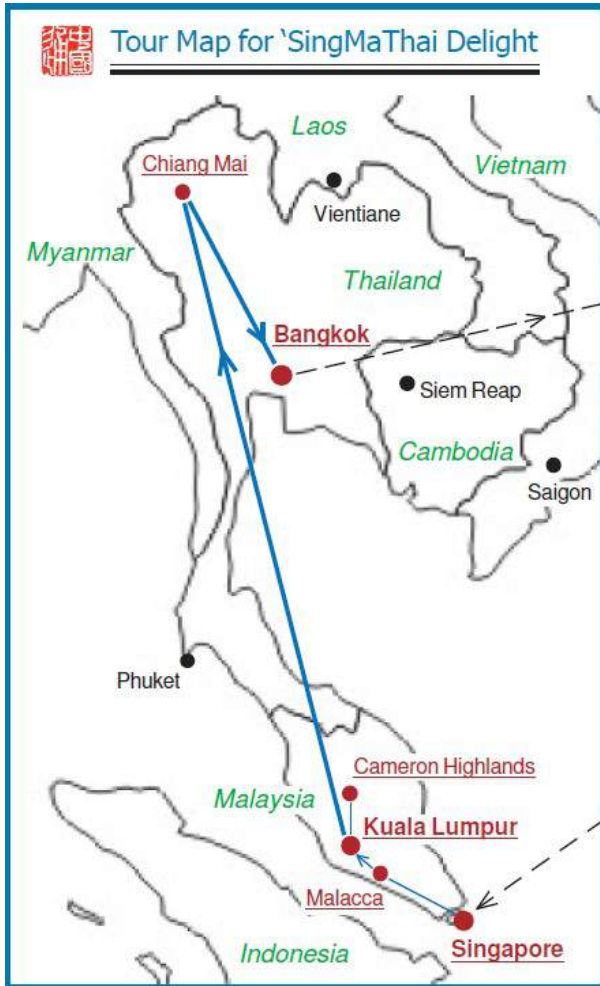 Tour Map for ‘SingMaThai Delight
Laos
Chiang Mai
Vietnam
Vientiane
Myanmar
Thailand
Bangkok
Siem Reap
Cambodia
Saigon
Phuket
Cameron Highlands
Malaysia
Kuala Lumpur
Malacca
Singapore
Indonesia